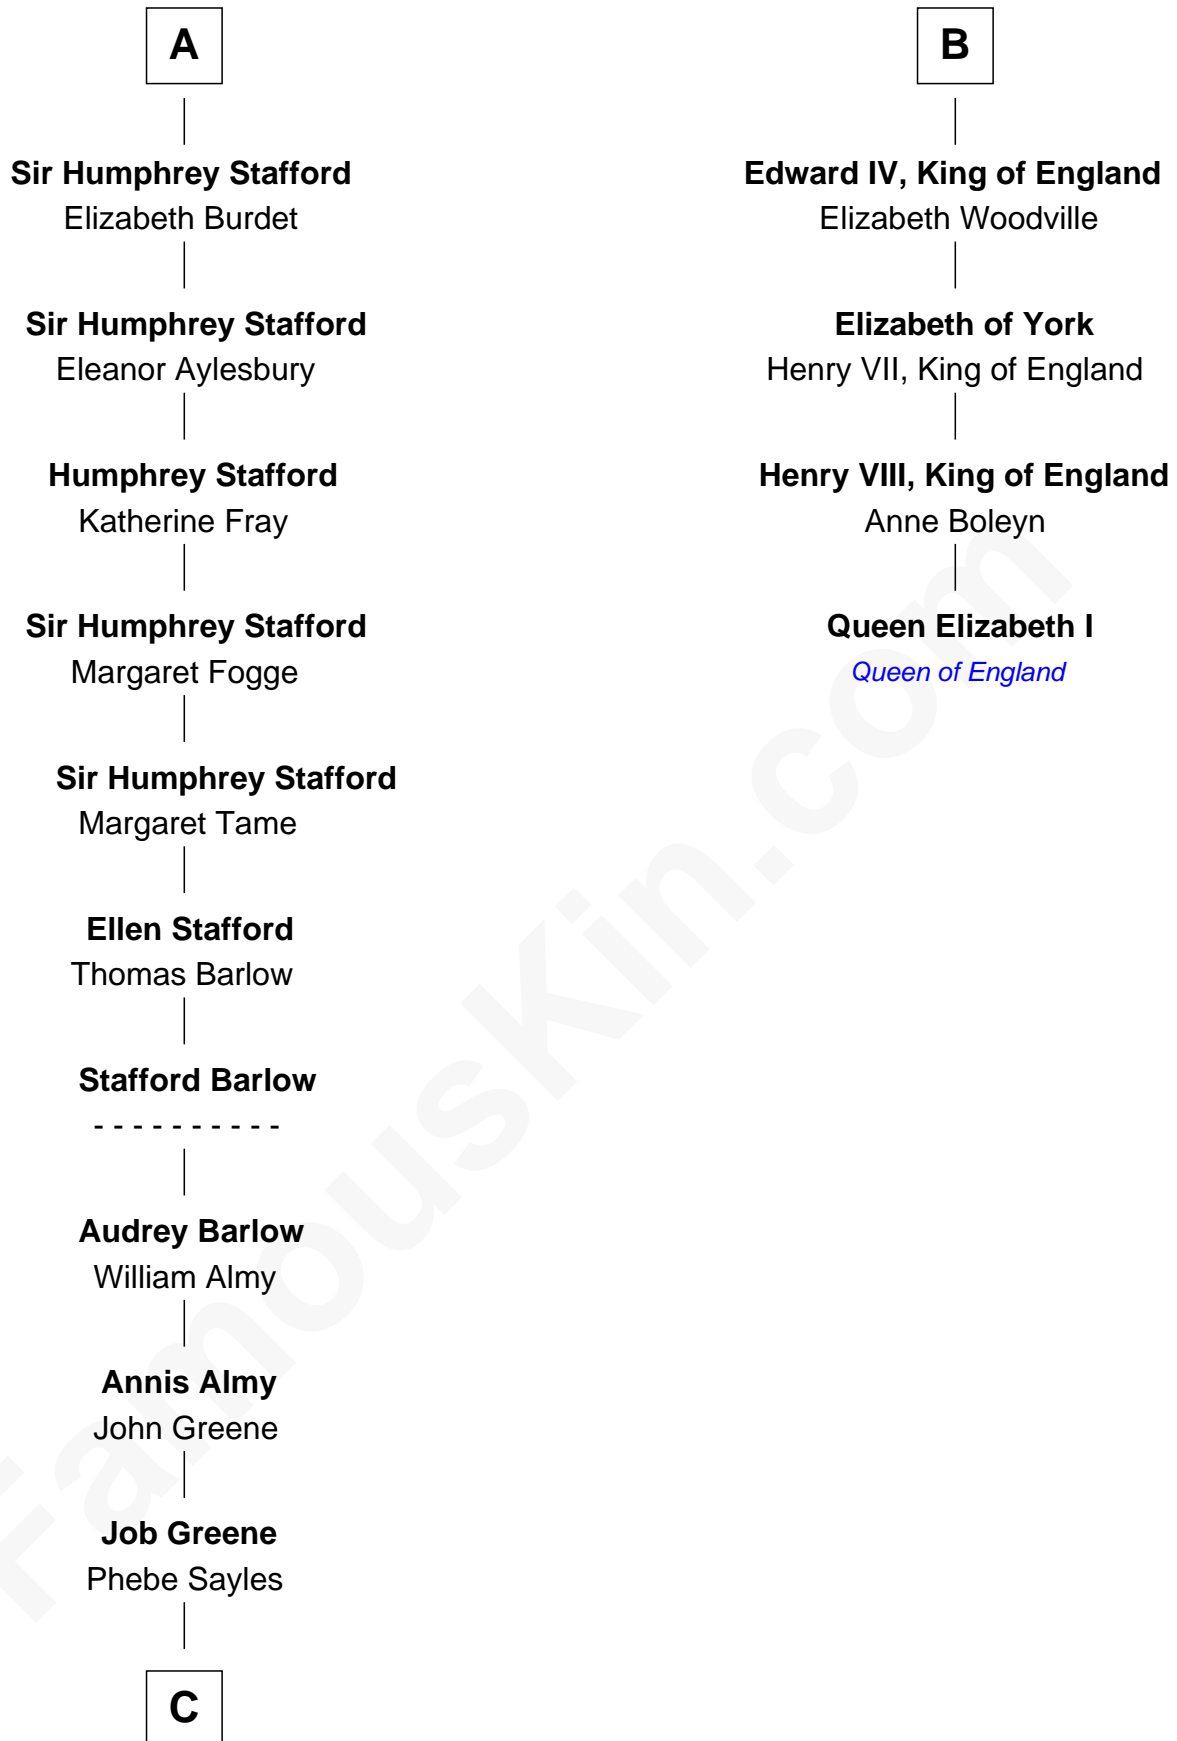 A
Sir Humphrey Stafford
Elizabeth Burdet
Sir Humphrey Stafford
Eleanor Aylesbury
Humphrey Stafford
Katherine Fray
Sir Humphrey Stafford
Margaret Fogge
Sir Humphrey Stafford
Margaret Tame
Ellen Stafford
Thomas Barlow
Stafford Barlow
- - - - - - - - - -
Audrey Barlow
William Almy
Annis Almy
John Greene
Job Greene
Phebe Sayles
C
B
Edward IV, King of England
Elizabeth Woodville
Elizabeth of York
Henry VII, King of England
Henry VIII, King of England
Anne Boleyn
Queen Elizabeth I
Queen of England
FamousKin.com